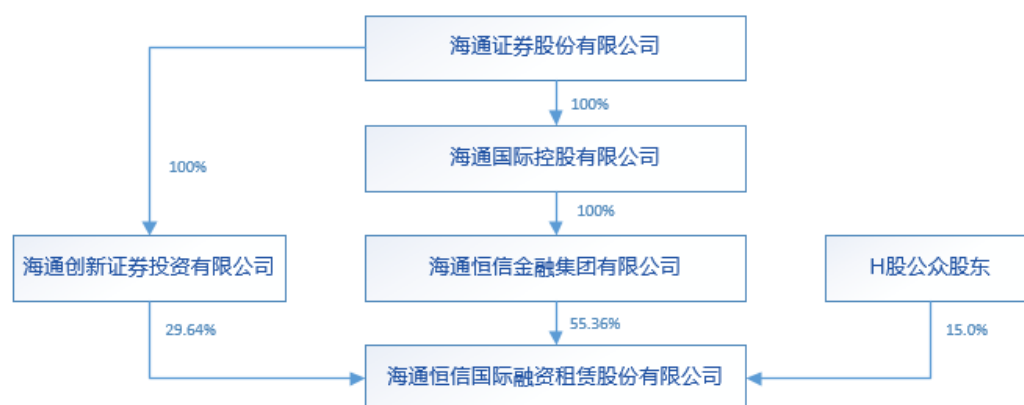 海通证券股份有限公司
100%
海通国际控股有限公司
100%
100%
海通创新证券投资有限公司
海通恒信金融集团有限公司
H股公众股东
29.64%
55.36%
15.0%
海通恒信国际融资租赁股份有限公司